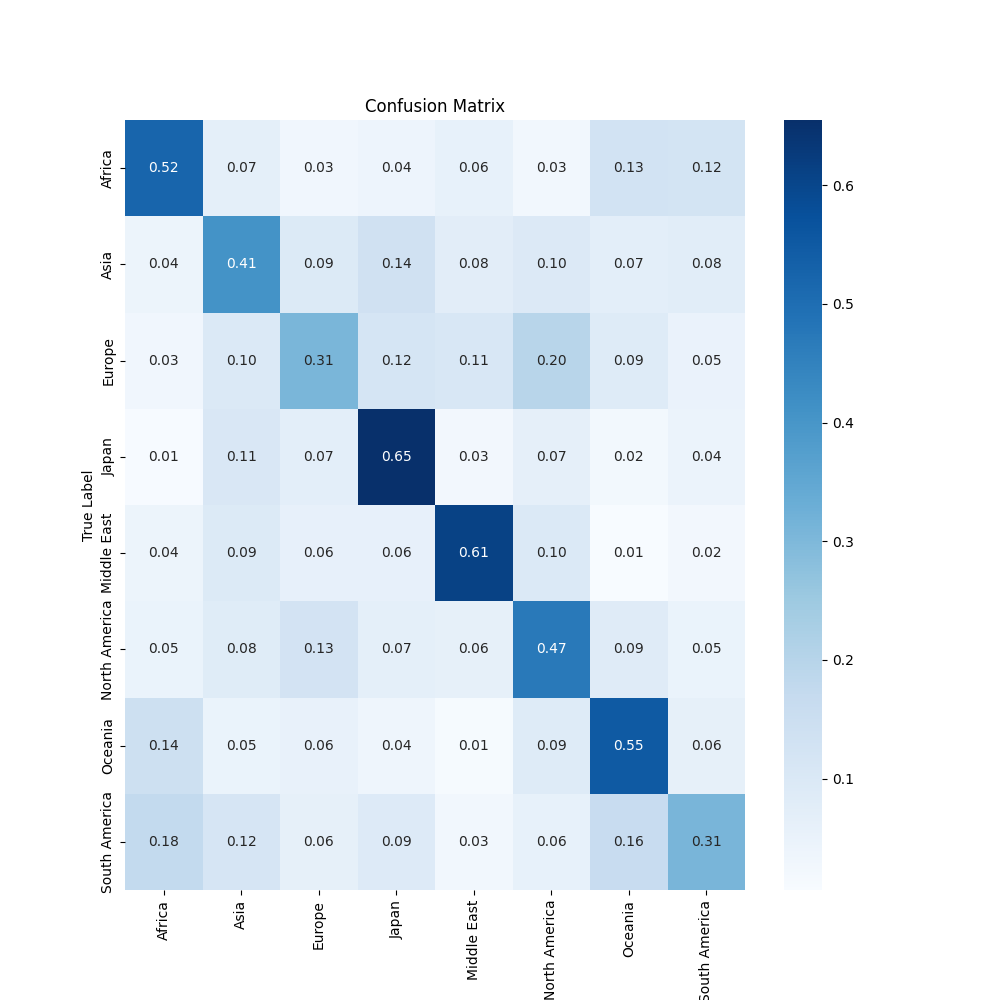 Confusion Matrix
True Label
Africa 0.52 0.07 0.03 0.04 0.06 0.03 0.13 0.12
Asia 0.04 0.41 0.09 0.14 0.08 0.10 0.07 0.08
Europe 0.03 0.10 0.31 0.12 0.11 0.20 0.09 0.05
Japan 0.01 0.11 0.07 0.65 0.03 0.07 0.02 0.04
Middle East 0.04 0.09 0.06 0.06 0.61 0.10 0.01 0.02
North America 0.05 0.08 0.13 0.07 0.06 0.47 0.09 0.05
Oceania 0.14 0.05 0.06 0.04 0.01 0.09 0.55 0.06
South America 0.18 0.12 0.06 0.09 0.03 0.06 0.16 0.31
Africa Asia Europe Japan Middle East North America Oceania South America
0.6
0.5
0.4
0.3
0.2
0.1